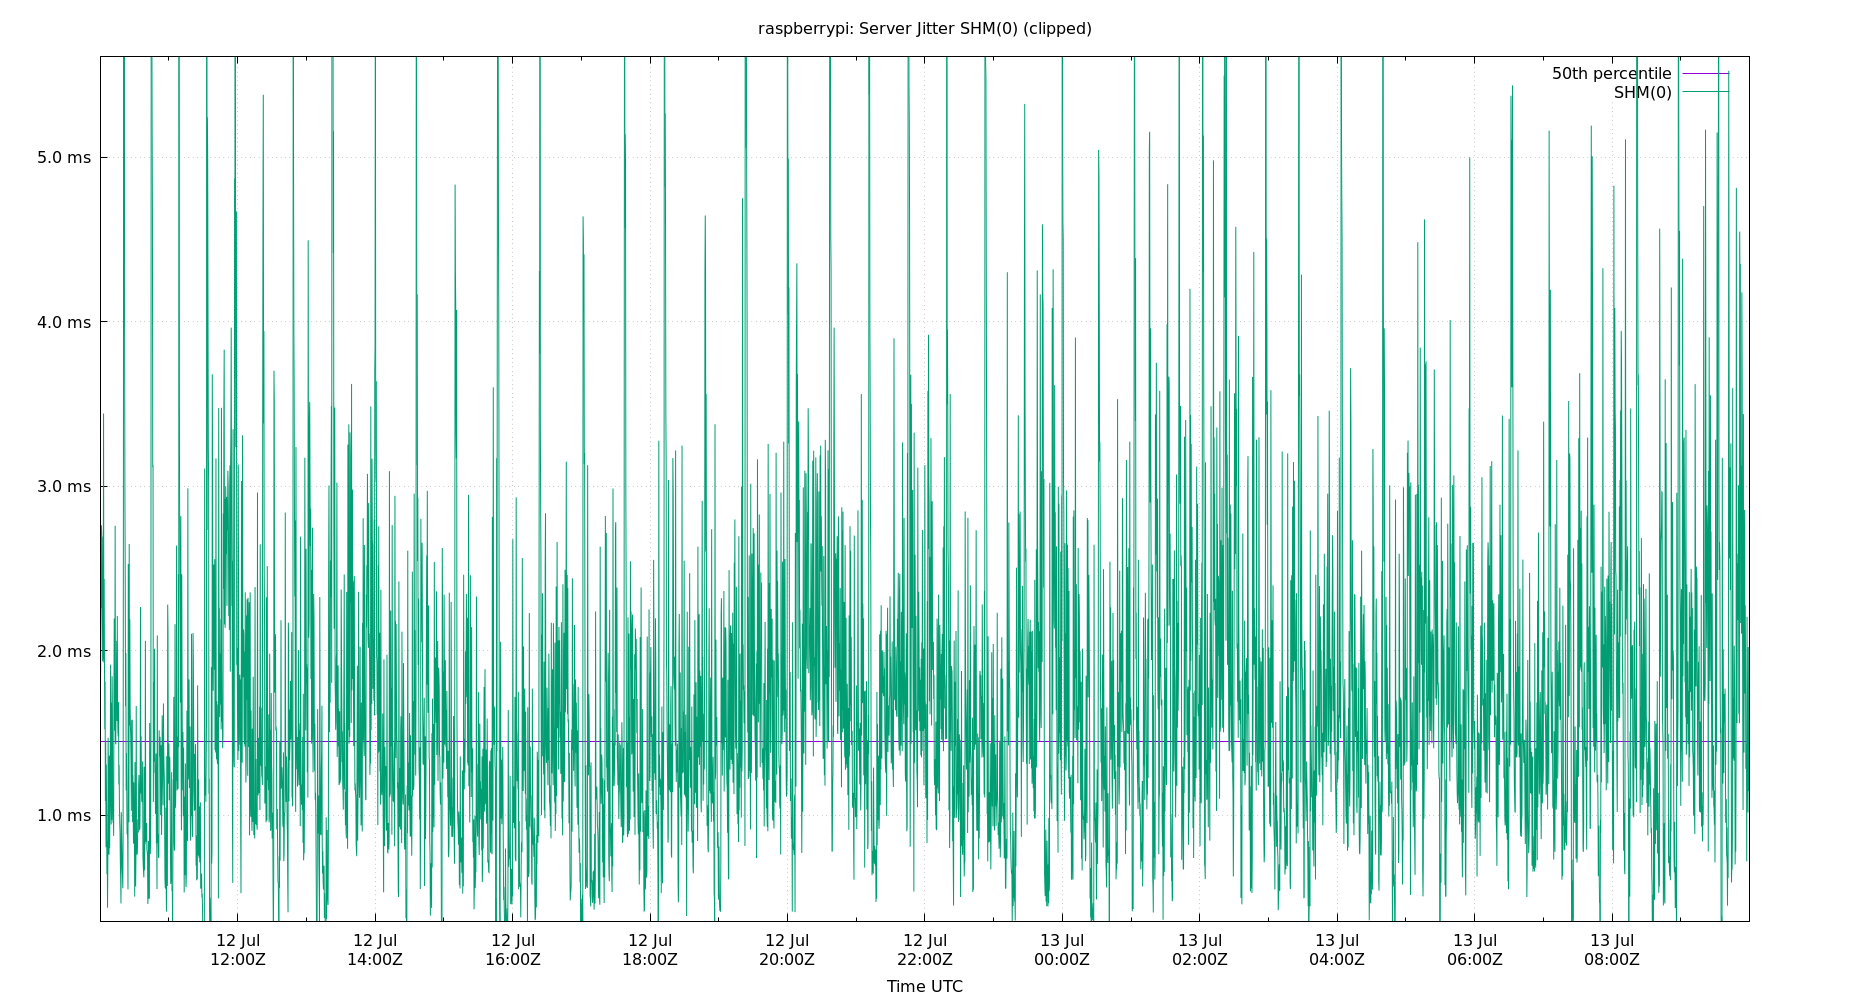 raspberrypi: Server Jitter SHM(0) (clipped)
50th percentile
SHM(0)
5.0 ms
4.0 ms
3.0 ms
2.0 ms
1.0 ms
12 Jul 12 Jul 12 Jul 12 Jul 12 Jul 12 Jul 13 Jul 13 Jul 13 Jul 13 Jul 13 Jul
12:00Z 14:00Z 16:00Z 18:00Z 20:00Z 22:00Z 00:00Z 02:00Z 04:00Z 06:00Z 08:00Z
Time UTC